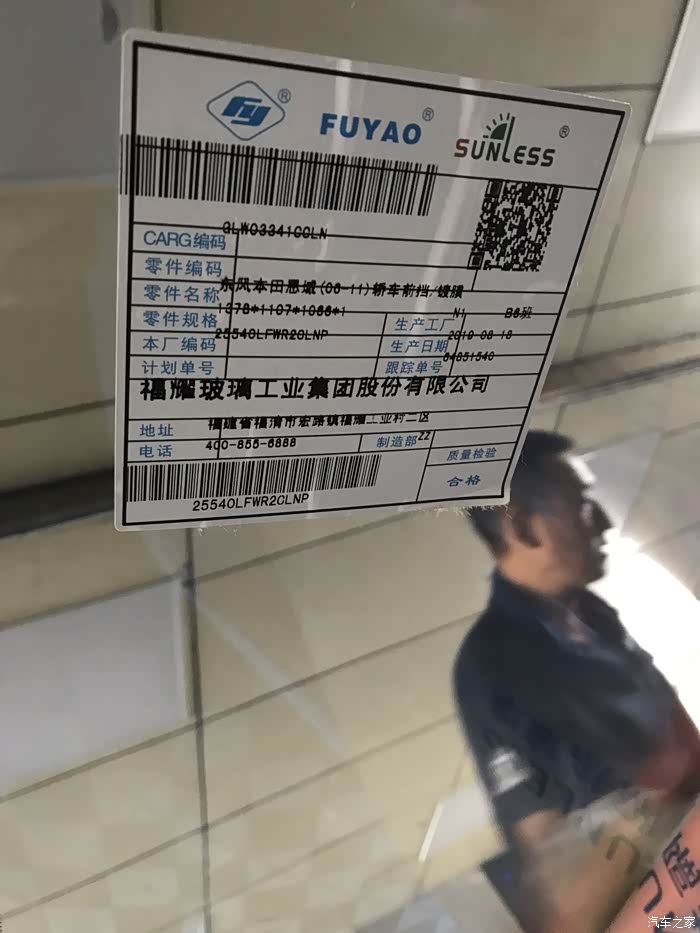 FUYAO
SUNLESS
CARG编码 GLW03341CCLN
零件编码
零件名称 东风本田思域(06-11)轿车前挡/镀膜
零件规格 1378*1107*1066*1
生产工厂 N1 B6班
本厂编码 25540LFWR2CLNP
生产日期 2019-08-18
计划单号
跟踪单号 64851540
福耀玻璃工业集团股份有限公司
地址 福建省福清市宏路镇福耀工业村二区
电话 400-855-6888
制造部 ZZ
质量检验
合格
25540LFWR2CLNP
汽车之家